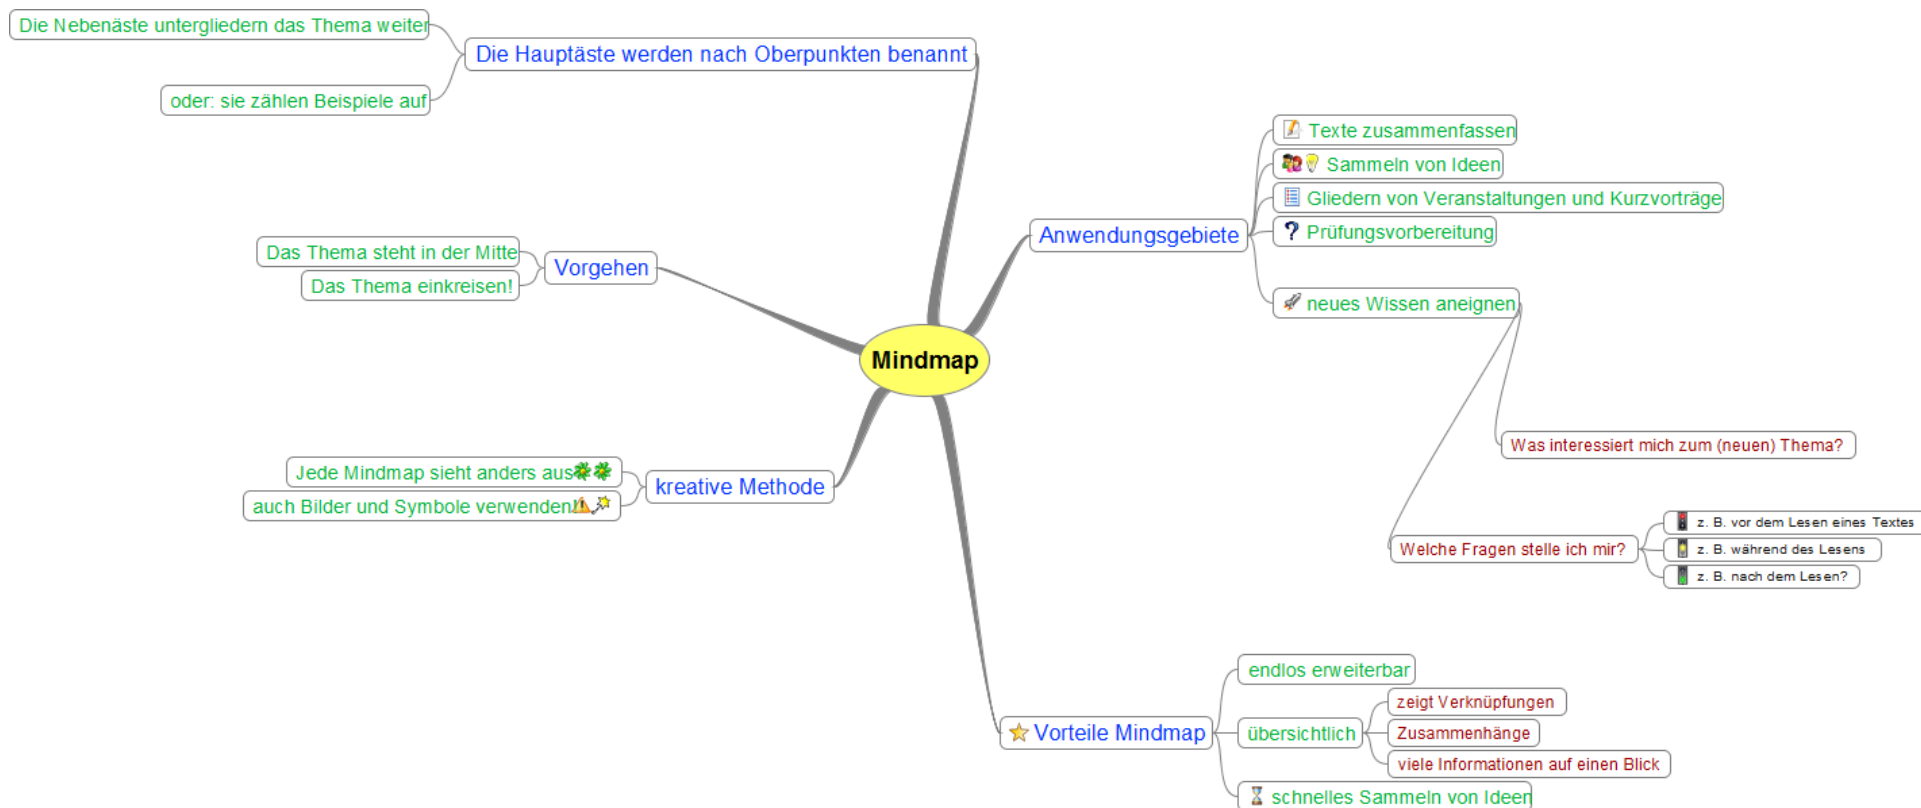 Die Nebenäste untergliedern das Thema weiter
oder: sie zählen Beispiele auf
Die Hauptäste werden nach Oberpunkten benannt
Das Thema steht in der Mitte
Das Thema einkreisen!
Vorgehen
Jede Mindmap sieht anders aus
auch Bilder und Symbole verwenden!
kreative Methode
Mindmap
Anwendungsgebiete
Texte zusammenfassen
Sammeln von Ideen
Gliedern von Veranstaltungen und Kurzvorträge
Prüfungsvorbereitung
neues Wissen aneignen
Was interessiert mich zum (neuen) Thema?
Welche Fragen stelle ich mir?
z. B. vor dem Lesen eines Textes
z. B. während des Lesens
z. B. nach dem Lesen?
Vorteile Mindmap
endlos erweiterbar
übersichtlich
zeigt Verknüpfungen
Zusammenhänge
viele Informationen auf einen Blick
schnelles Sammeln von Ideen